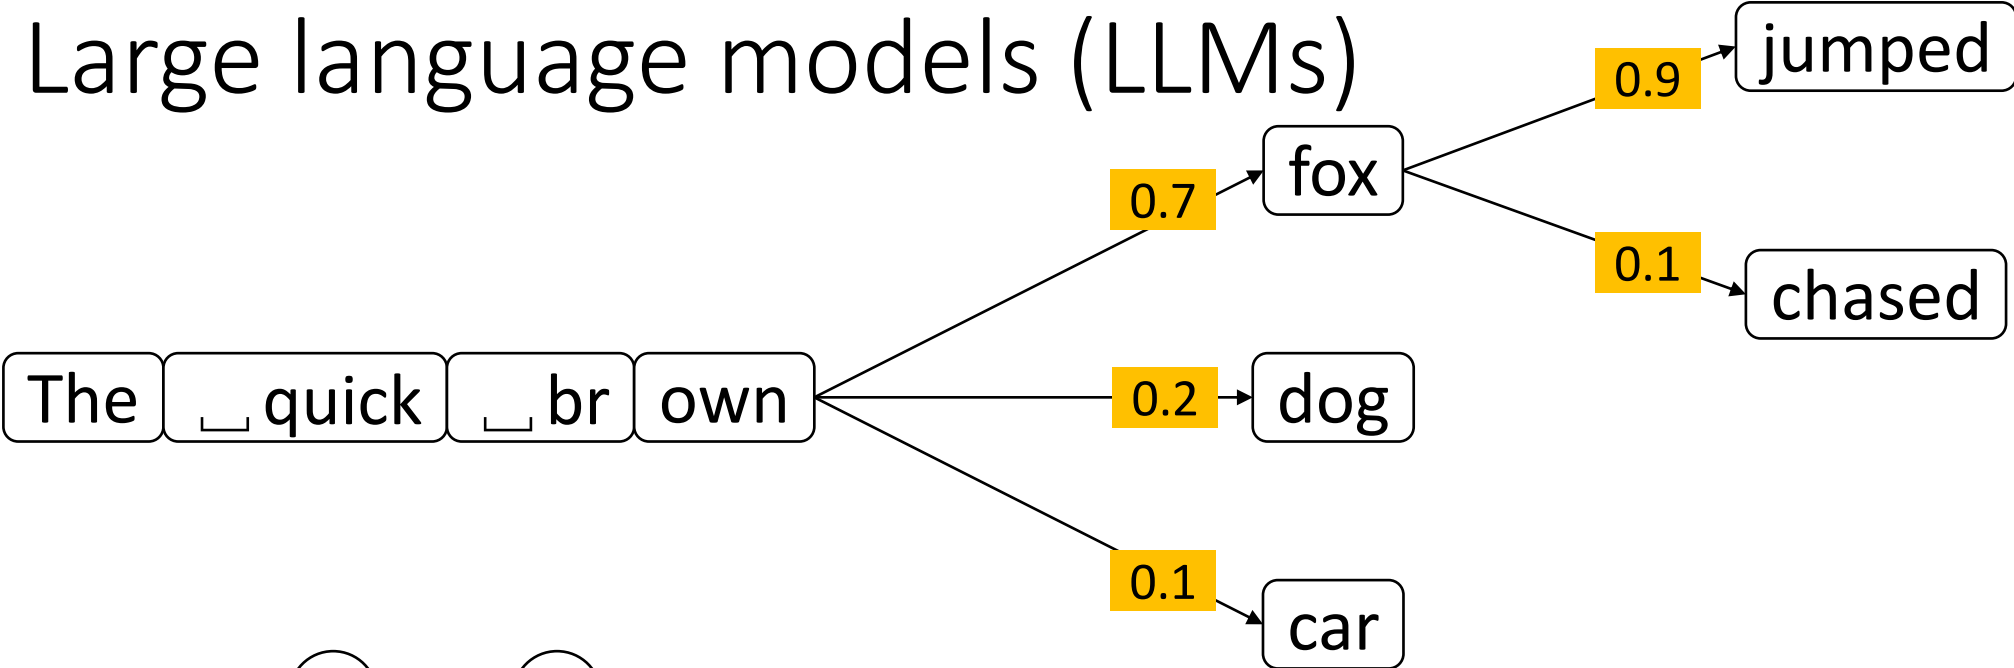 Large language models (LLMs)
jumped
0.9
fox
0.7
0.1
chased
The ␣quick ␣br own
0.2
dog
0.1
car